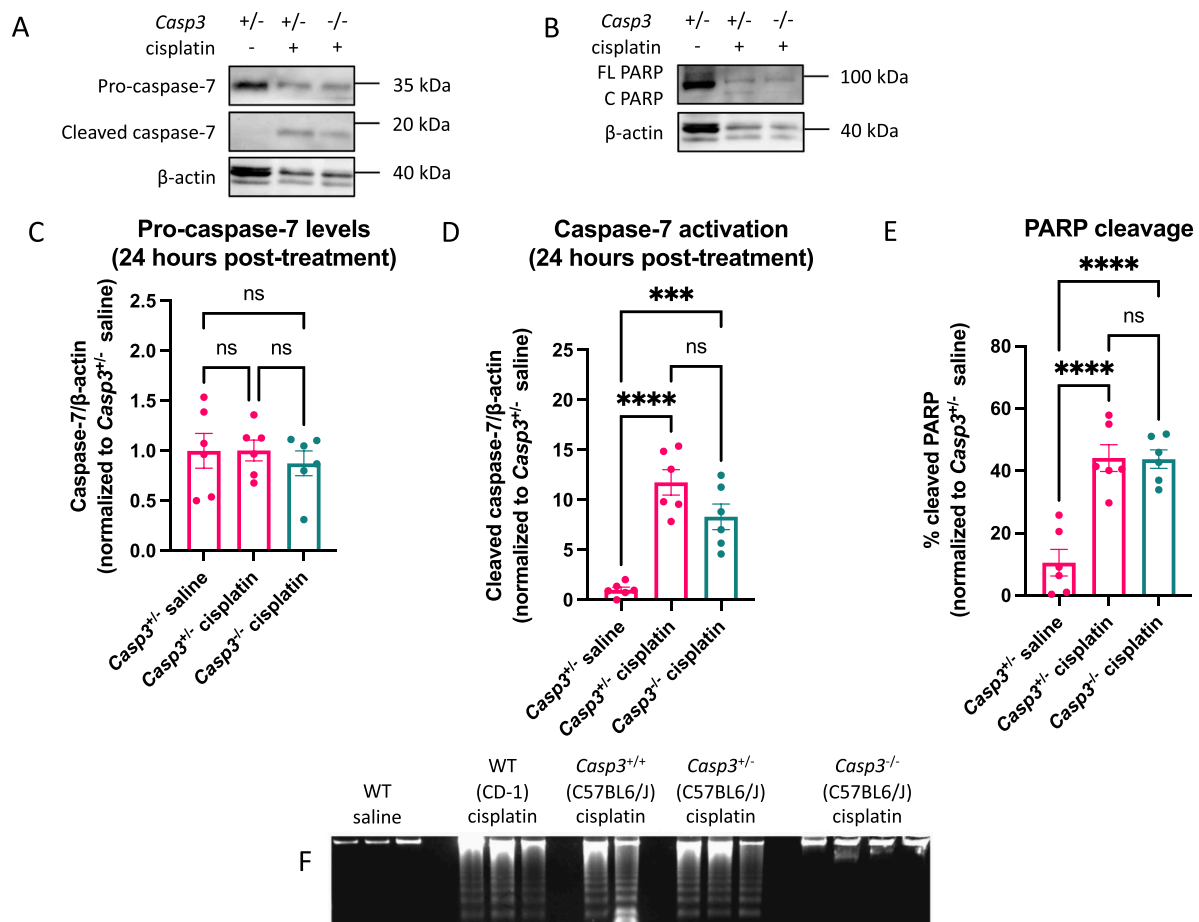 A
Casp3 +/- +/- -/-
cisplatin - + +
Pro-caspase-7
35 kDa
Cleaved caspase-7
20 kDa
β-actin
40 kDa
B
Casp3 +/- +/- -/-
cisplatin - + +
FL PARP
100 kDa
C PARP
β-actin
40 kDa
C
Pro-caspase-7 levels
(24 hours post-treatment)
Caspase-7/β-actin
(normalized to Casp3+/- saline)
2.5
2.0
1.5
1.0
0.5
0.0
ns
ns
ns
Casp3+/- saline
Casp3+/- cisplatin
Casp3-/- cisplatin
D
Caspase-7 activation
(24 hours post-treatment)
Cleaved caspase-7/β-actin
(normalized to Casp3+/- saline)
25
20
15
10
5
0
***
ns
****
Casp3+/- saline
Casp3+/- cisplatin
Casp3-/- cisplatin
E
PARP cleavage
% cleaved PARP
(normalized to Casp3+/- saline)
80
60
40
20
0
****
ns
****
Casp3+/- saline
Casp3+/- cisplatin
Casp3-/- cisplatin
F
WT
saline
WT
(CD-1)
cisplatin
Casp3+/+
(C57BL6/J)
cisplatin
Casp3+/-
(C57BL6/J)
cisplatin
Casp3-/-
(C57BL6/J)
cisplatin